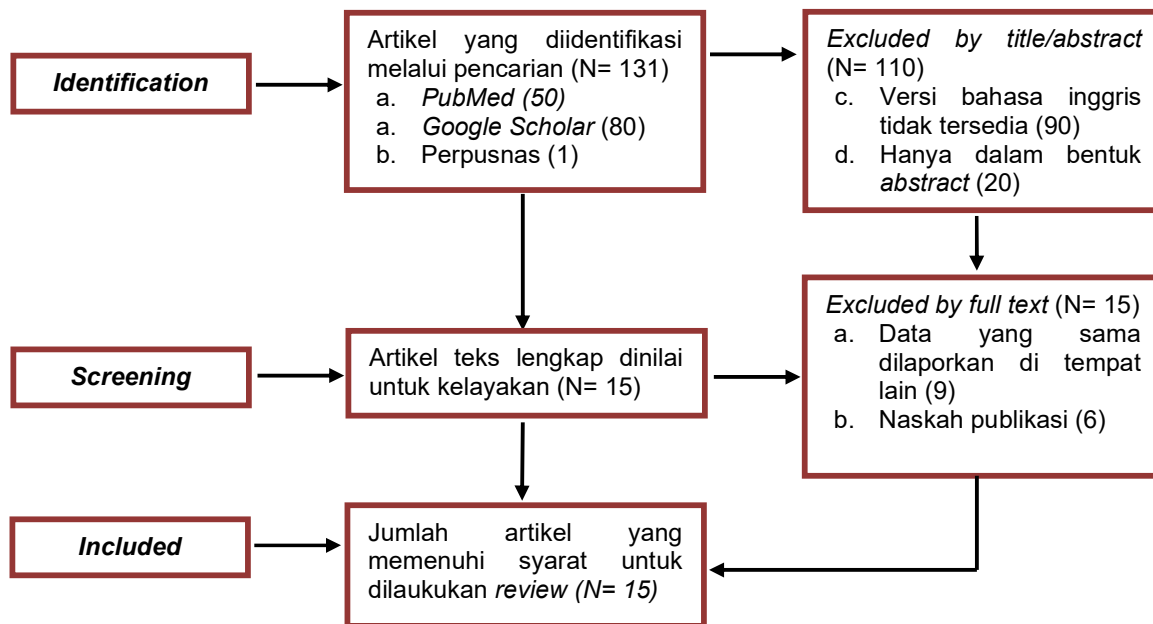 Identification
Artikel yang diidentifikasi
melalui pencarian (N= 131)
a. PubMed (50)
a. Google Scholar (80)
b. Perpusnas (1)
Excluded by title/abstract
(N= 110)
c. Versi bahasa inggris
tidak tersedia (90)
d. Hanya dalam bentuk
abstract (20)
Screening
Artikel teks lengkap dinilai
untuk kelayakan (N= 15)
Excluded by full text (N= 15)
a. Data yang sama
dilaporkan di tempat
lain (9)
b. Naskah publikasi (6)
Included
Jumlah artikel yang
memenuhi syarat untuk
dilaukukan review (N= 15)